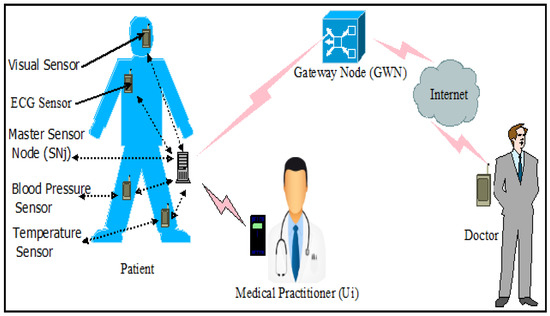 Visual Sensor
ECG Sensor
Master Sensor
Node (SNj)
Blood Pressure
Sensor
Temperature
Sensor
Patient
Gateway Node (GWN)
Internet
Medical Practitioner (Ui)
Doctor